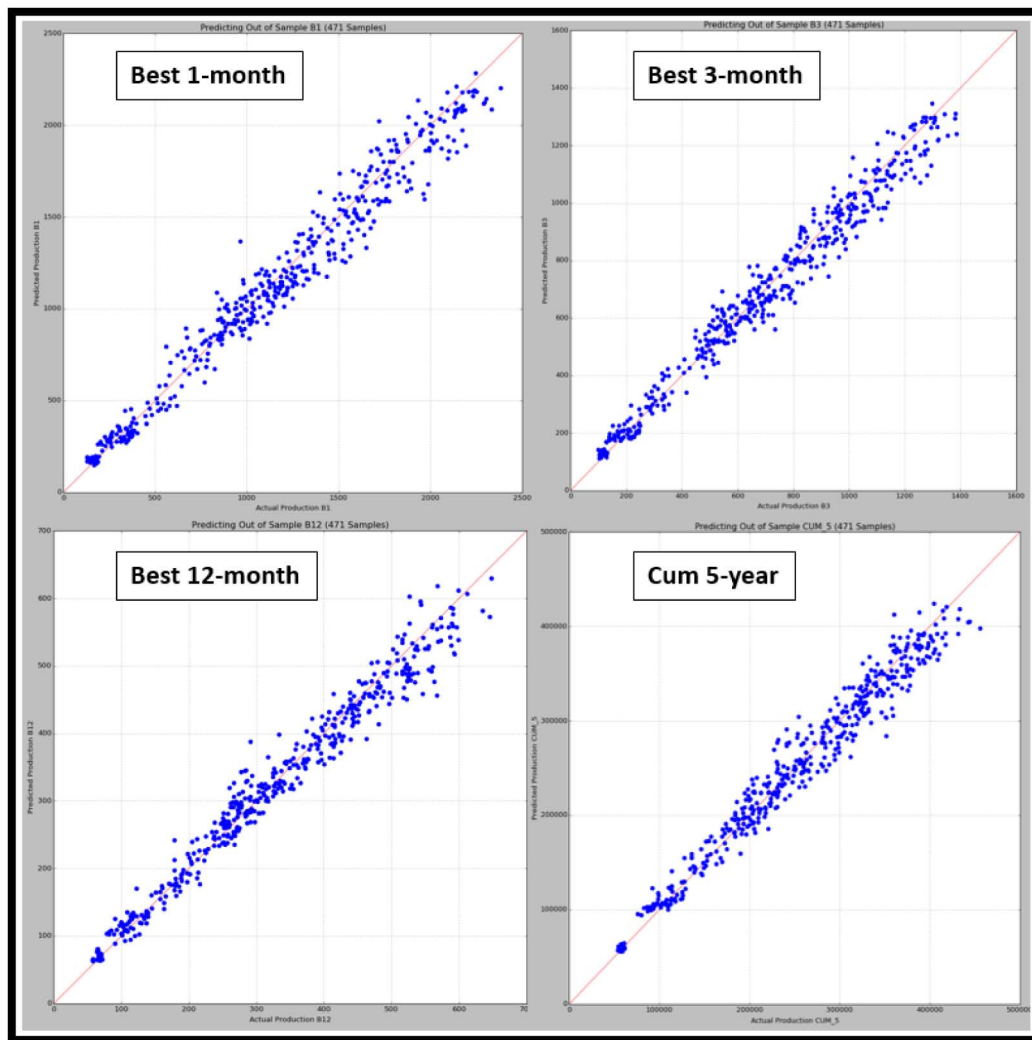 Predicting Out of Sample B1 (471 Samples)
Best 1-month
2500
2000
1500
1000
500
0
Predicted Production B1
0 500 1000 1500 2000 2500
Actual Production B1
Predicting Out of Sample B3 (471 Samples)
Best 3-month
1600
1400
1200
1000
800
600
400
200
0
Predicted Production B3
0 200 400 600 800 1000 1200 1400 1600
Actual Production B3
Predicting Out of Sample B12 (471 Samples)
Best 12-month
700
600
500
400
300
200
100
0
Predicted Production B12
0 100 200 300 400 500 600 70
Actual Production B12
Predicting Out of Sample CUM_5 (471 Samples)
Cum 5-year
500000
400000
300000
200000
100000
0
Predicted Production CUM_5
0 100000 200000 300000 400000 500000
Actual Production CUM_5